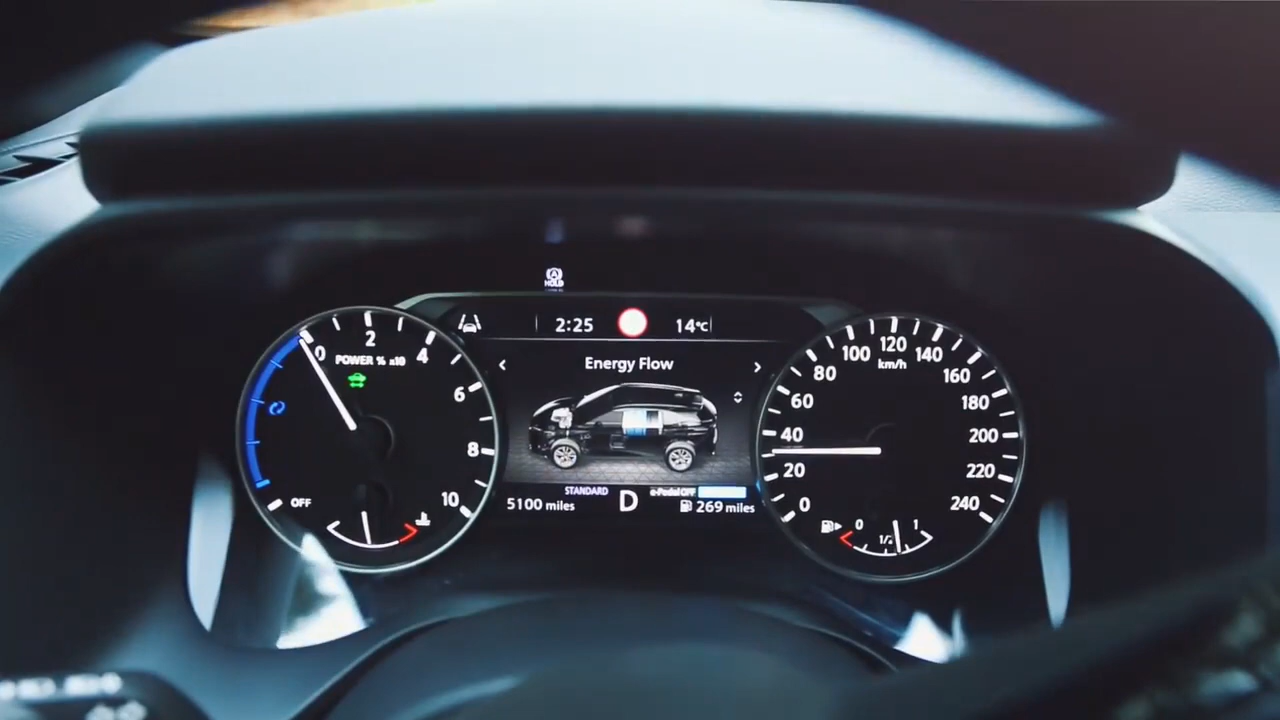 HOLD
2:25 14°C
Energy Flow
0 2 4 6 8 10
POWER % x10
OFF
STANDARD
D
e-Pedal OFF
5100 miles
269 miles
0 20 40 60 80 100 120 140 160 180 200 220 240
km/h
0 1/2 1